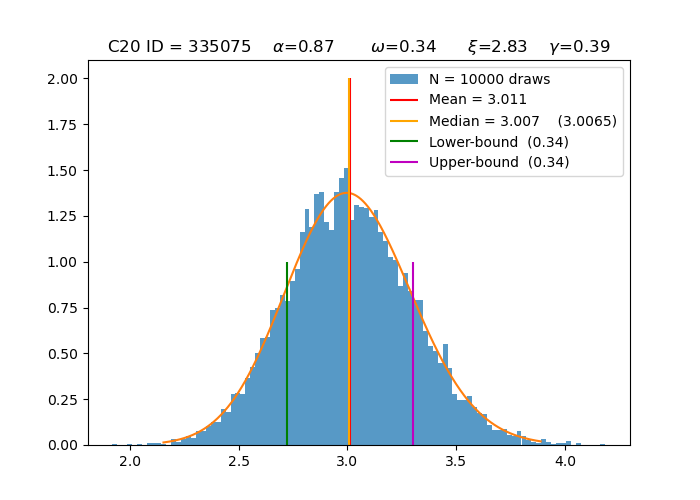 C20 ID = 335075 α=0.87 ω=0.34 ξ=2.83 γ=0.39
N = 10000 draws
Mean = 3.011
Median = 3.007 (3.0065)
Lower-bound (0.34)
Upper-bound (0.34)
2.00
1.75
1.50
1.25
1.00
0.75
0.50
0.25
0.00
2.0 2.5 3.0 3.5 4.0